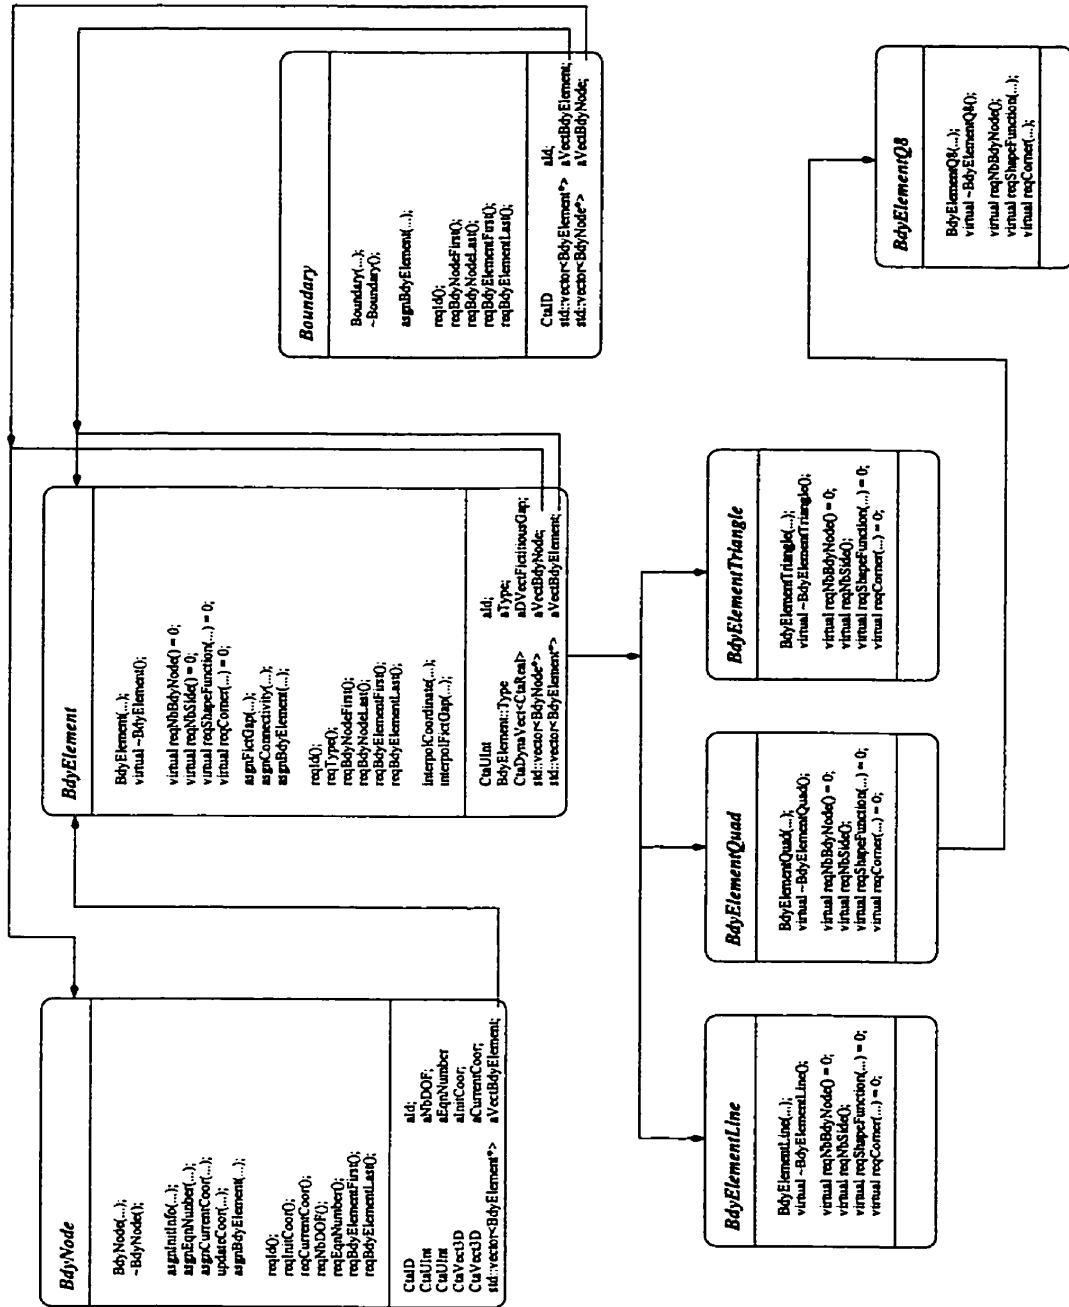 BdyNode
BdyNode(...);
~BdyNode();
asgnInitInfo(...);
asgnEqnNumber(...);
asgnCurrentCoor(...);
updateCoor(...);
asgnBdyElement(...);
reqId();
reqInitCoor();
reqCurrentCoor();
reqNbDOF();
reqEqnNumber();
reqBdyElementFirst();
reqBdyElementLast();
CtaID aId;
CtaUInt aNbDOF;
CtaUInt aEqnNumber
CtaVect3D aInitCoor;
CtaVect3D aCurrentCoor;
std::vector<BdyElement*> aVectBdyElement;
BdyElement
BdyElement(...);
virtual ~BdyElement();
virtual reqNbBdyNode() = 0;
virtual reqNbSide() = 0;
virtual reqShapeFunction(...) = 0;
virtual reqCorner(...) = 0;
asgnFictGap(...);
asgnConnectivity(...);
asgnBdyElement(...);
reqId();
reqType();
reqBdyNodeFirst();
reqBdyNodeLast();
reqBdyElementFirst();
reqBdyElementLast();
interpolCoordinate(...);
interpolFictGap(...);
CtaUInt aId;
BdyElement::Type aType;
CtaDynaVect<CtaReal> aDVectFictitiousGap;
std::vector<BdyNode*> aVectBdyNode;
std::vector<BdyElement*> aVectBdyElement;
Boundary
Boundary(...);
~Boundary();
asgnBdyElement(...);
reqId();
reqBdyNodeFirst();
reqBdyNodeLast();
reqBdyElementFirst();
reqBdyElementLast();
CtaID aId;
std::vector<BdyElement*> aVectBdyElement;
std::vector<BdyNode*> aVectBdyNode;
BdyElementLine
BdyElementLine(...);
virtual ~BdyElementLine();
virtual reqNbBdyNode() = 0;
virtual reqNbSide();
virtual reqShapeFunction(...) = 0;
virtual reqCorner(...) = 0;
BdyElementQuad
BdyElementQuad(...);
virtual ~BdyElementQuad();
virtual reqNbBdyNode() = 0;
virtual reqNbSide();
virtual reqShapeFunction(...) = 0;
virtual reqCorner(...) = 0;
BdyElementTriangle
BdyElementTriangle(...);
virtual ~BdyElementTriangle();
virtual reqNbBdyNode() = 0;
virtual reqNbSide();
virtual reqShapeFunction(...) = 0;
virtual reqCorner(...) = 0;
BdyElementQ8
BdyElementQ8(...);
virtual ~BdyElementQ8();
virtual reqNbBdyNode();
virtual reqShapeFunction(...);
virtual reqCorner(...);